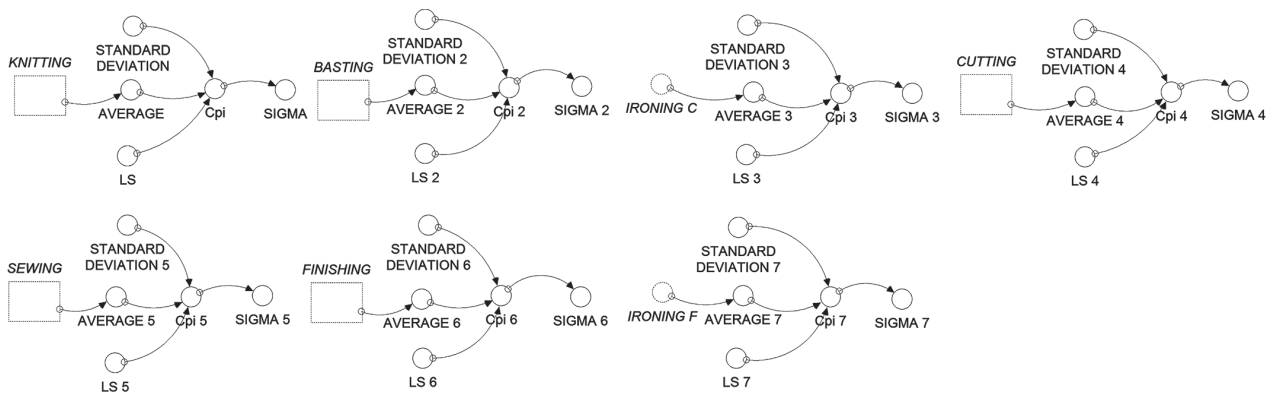 KNITTING
STANDARD
DEVIATION
AVERAGE
Cpi
SIGMA
LS
BASTING
STANDARD
DEVIATION 2
AVERAGE 2
Cpi 2
SIGMA 2
LS 2
IRONING C
STANDARD
DEVIATION 3
AVERAGE 3
Cpi 3
SIGMA 3
LS 3
CUTTING
STANDARD
DEVIATION 4
AVERAGE 4
Cpi 4
SIGMA 4
LS 4
SEWING
STANDARD
DEVIATION 5
AVERAGE 5
Cpi 5
SIGMA 5
LS 5
FINISHING
STANDARD
DEVIATION 6
AVERAGE 6
Cpi 6
SIGMA 6
LS 6
IRONING F
STANDARD
DEVIATION 7
AVERAGE 7
Cpi 7
SIGMA 7
LS 7